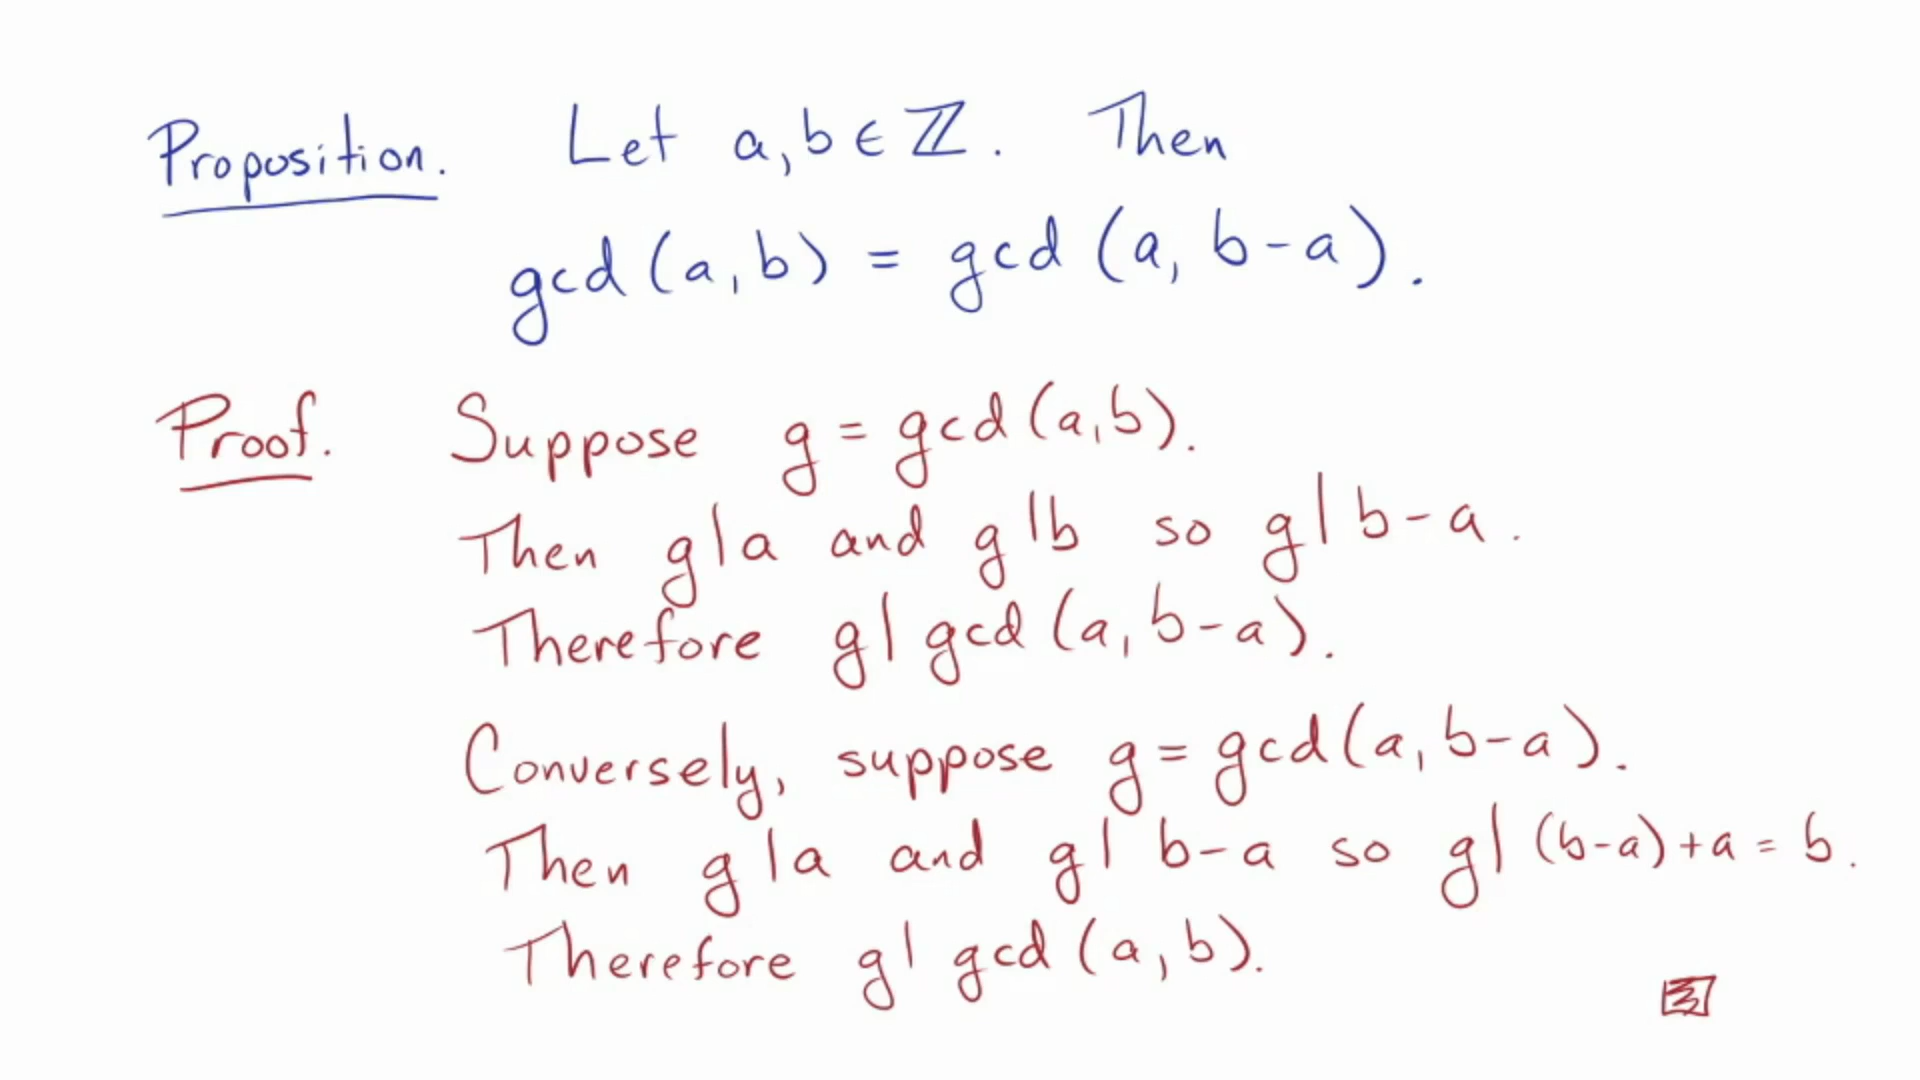 Proposition. Let a, b ∈ ℤ. Then
gcd (a, b) = gcd (a, b-a).
Proof. Suppose g = gcd (a,b).
Then g|a and g|b so g| b-a.
Therefore g| gcd (a, b-a).
Conversely, suppose g = gcd (a, b-a).
Then g|a and g| b-a so g| (b-a)+a = b.
Therefore g| gcd (a, b).